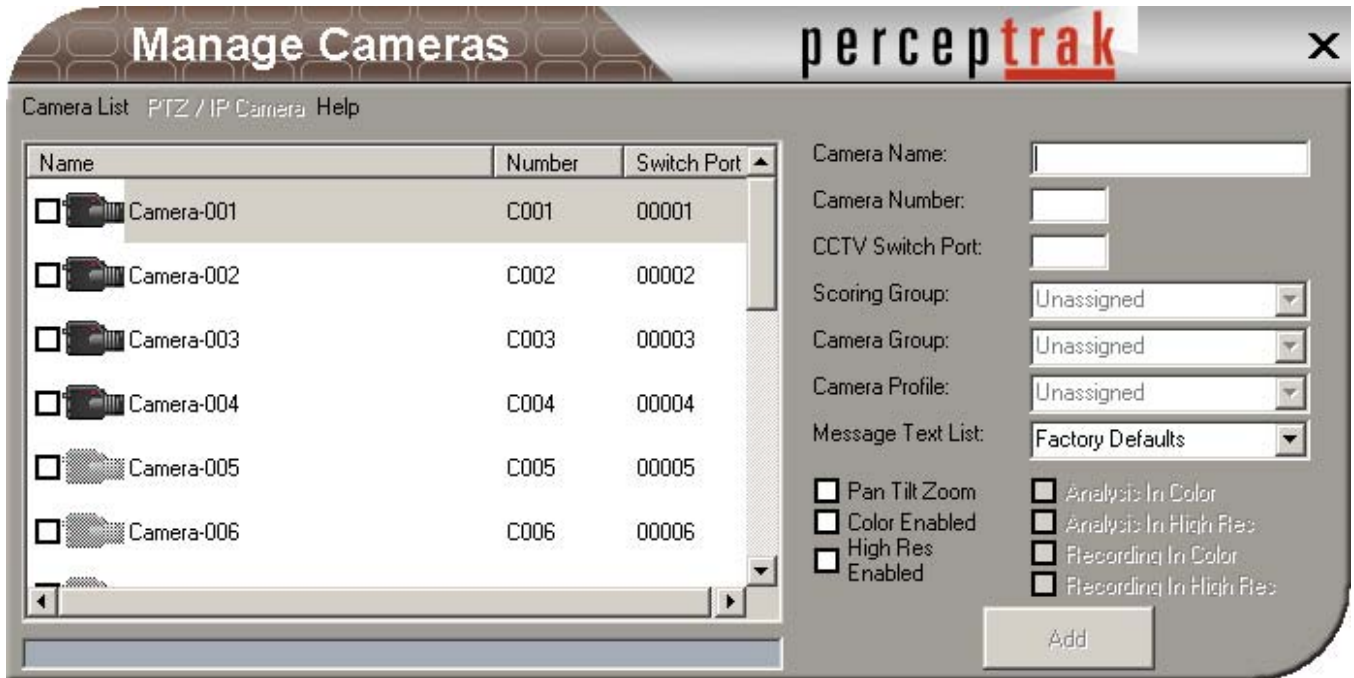 Manage Cameras
perceptrak
X
Camera List PTZ / IP Camera Help
Name Number Switch Port
Camera-001 C001 00001
Camera-002 C002 00002
Camera-003 C003 00003
Camera-004 C004 00004
Camera-005 C005 00005
Camera-006 C006 00006
Camera Name:
Camera Number:
CCTV Switch Port:
Scoring Group: Unassigned
Camera Group: Unassigned
Camera Profile: Unassigned
Message Text List: Factory Defaults
Pan Tilt Zoom
Color Enabled
High Res
Enabled
Analysis In Color
Analysis In High Res
Recording In Color
Recording In High Res
Add